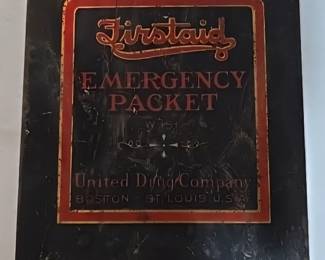 Firstaid
EMERGENCY
PACKET
United Drug Company
BOSTON - ST. LOUIS U.S.A.